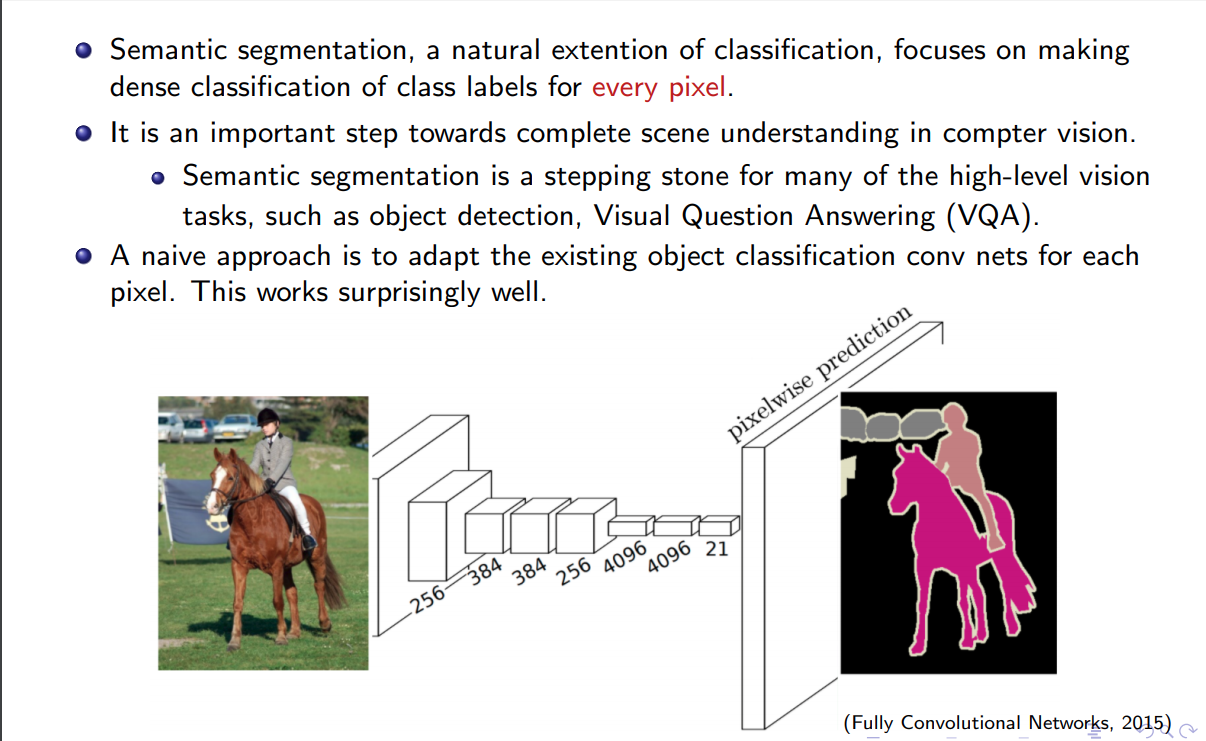 Semantic segmentation, a natural extention of classification, focuses on making
dense classification of class labels for every pixel.
It is an important step towards complete scene understanding in compter vision.
Semantic segmentation is a stepping stone for many of the high-level vision
tasks, such as object detection, Visual Question Answering (VQA).
A naive approach is to adapt the existing object classification conv nets for each
pixel. This works surprisingly well.
pixelwise prediction
256
384
384
256
4096
4096
21
(Fully Convolutional Networks, 2015)